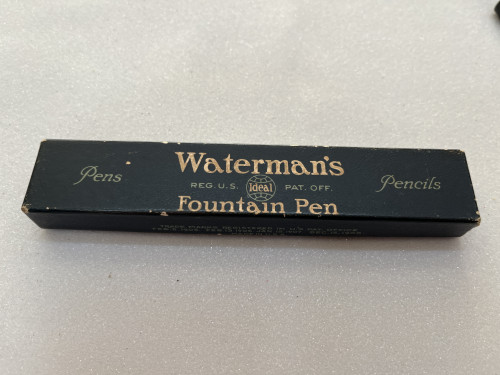 Waterman's
Pens REG. U.S. Ideal PAT. OFF. Pencils
Fountain Pen